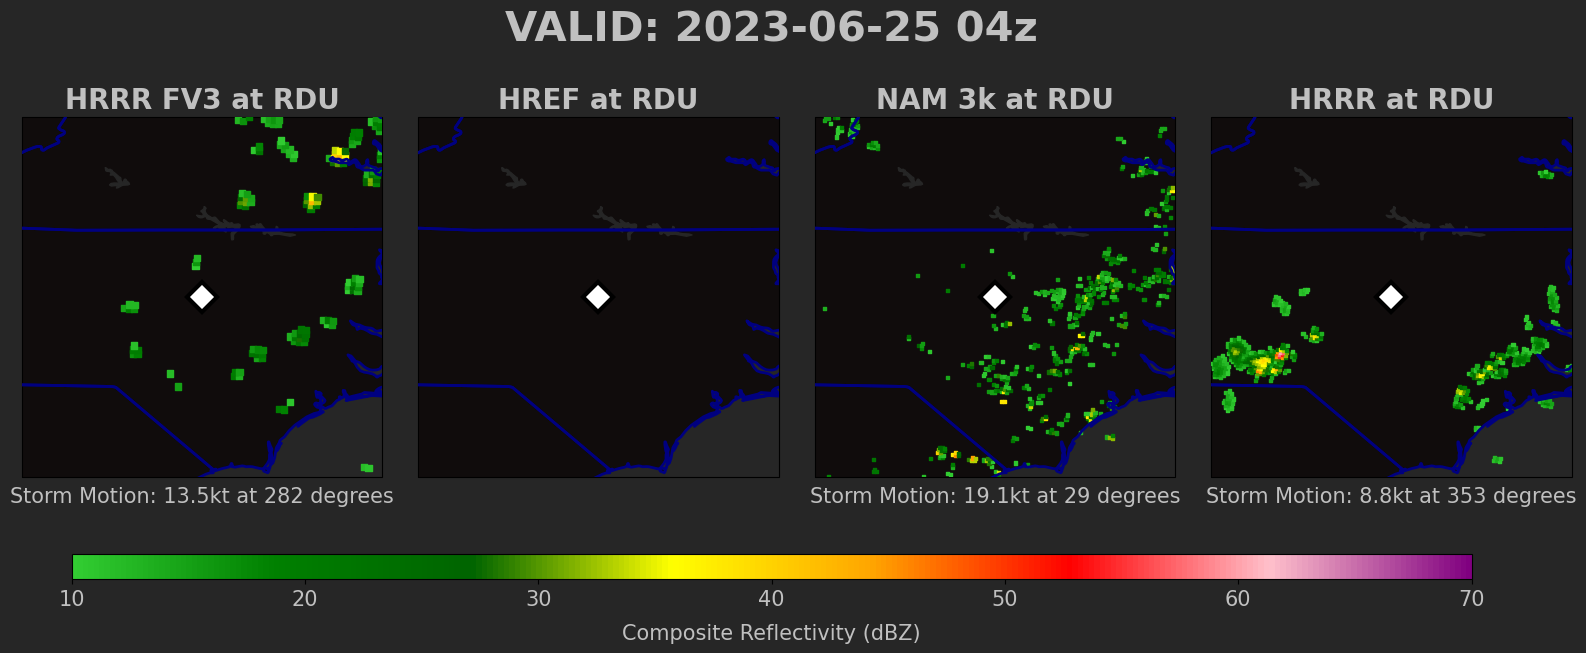 VALID: 2023-06-25 04z
HRRR FV3 at RDU
HREF at RDU
NAM 3k at RDU
HRRR at RDU
Storm Motion: 13.5kt at 282 degrees
Storm Motion: 19.1kt at 29 degrees
Storm Motion: 8.8kt at 353 degrees
10 20 30 40 50 60 70
Composite Reflectivity (dBZ)